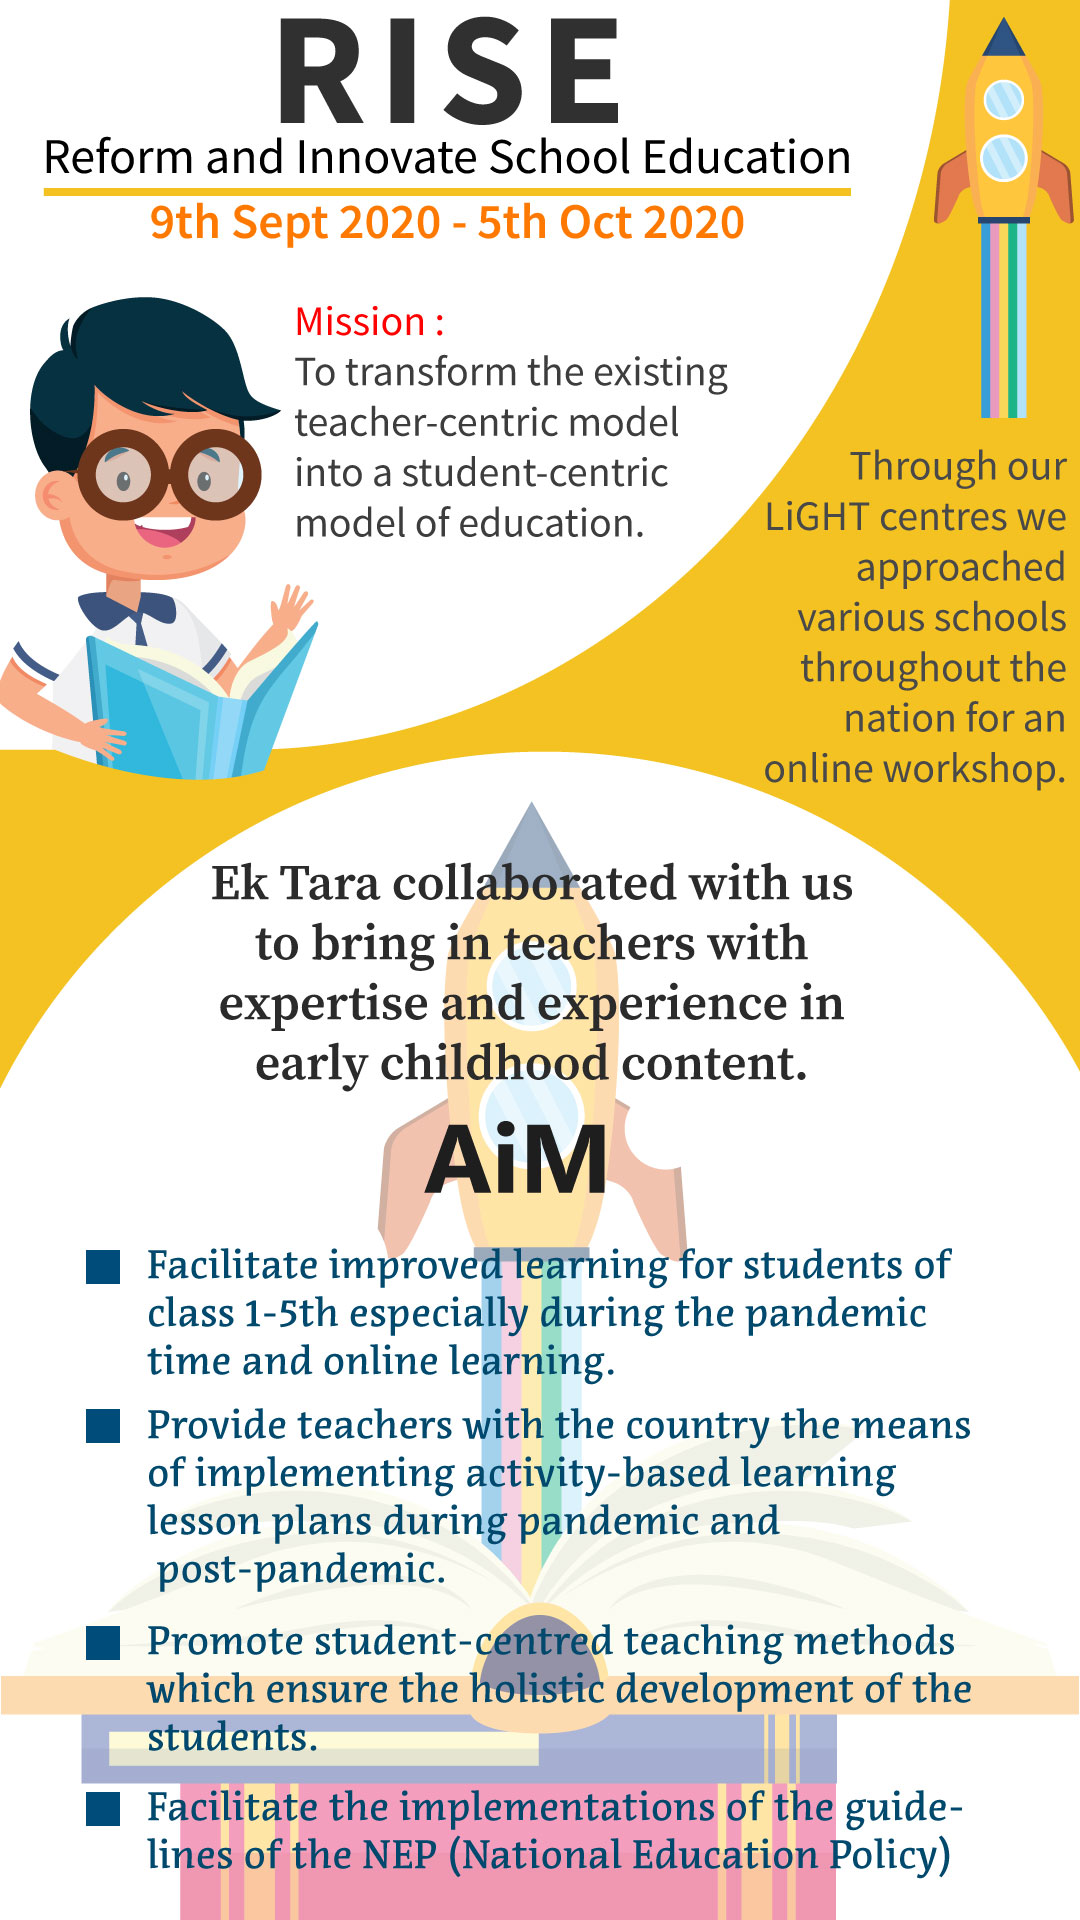 RISE
Reform and Innovate School Education
9th Sept 2020 - 5th Oct 2020
Mission :
To transform the existing
teacher-centric model
into a student-centric
model of education.
Through our
LiGHT centres we
approached
various schools
throughout the
nation for an
online workshop.
Ek Tara collaborated with us
to bring in teachers with
expertise and experience in
early childhood content.
AiM
Facilitate improved learning for students of
class 1-5th especially during the pandemic
time and online learning.
Provide teachers with the country the means
of implementing activity-based learning
lesson plans during pandemic and
post-pandemic.
Promote student-centred teaching methods
which ensure the holistic development of the
students.
Facilitate the implementations of the guide-
lines of the NEP (National Education Policy)